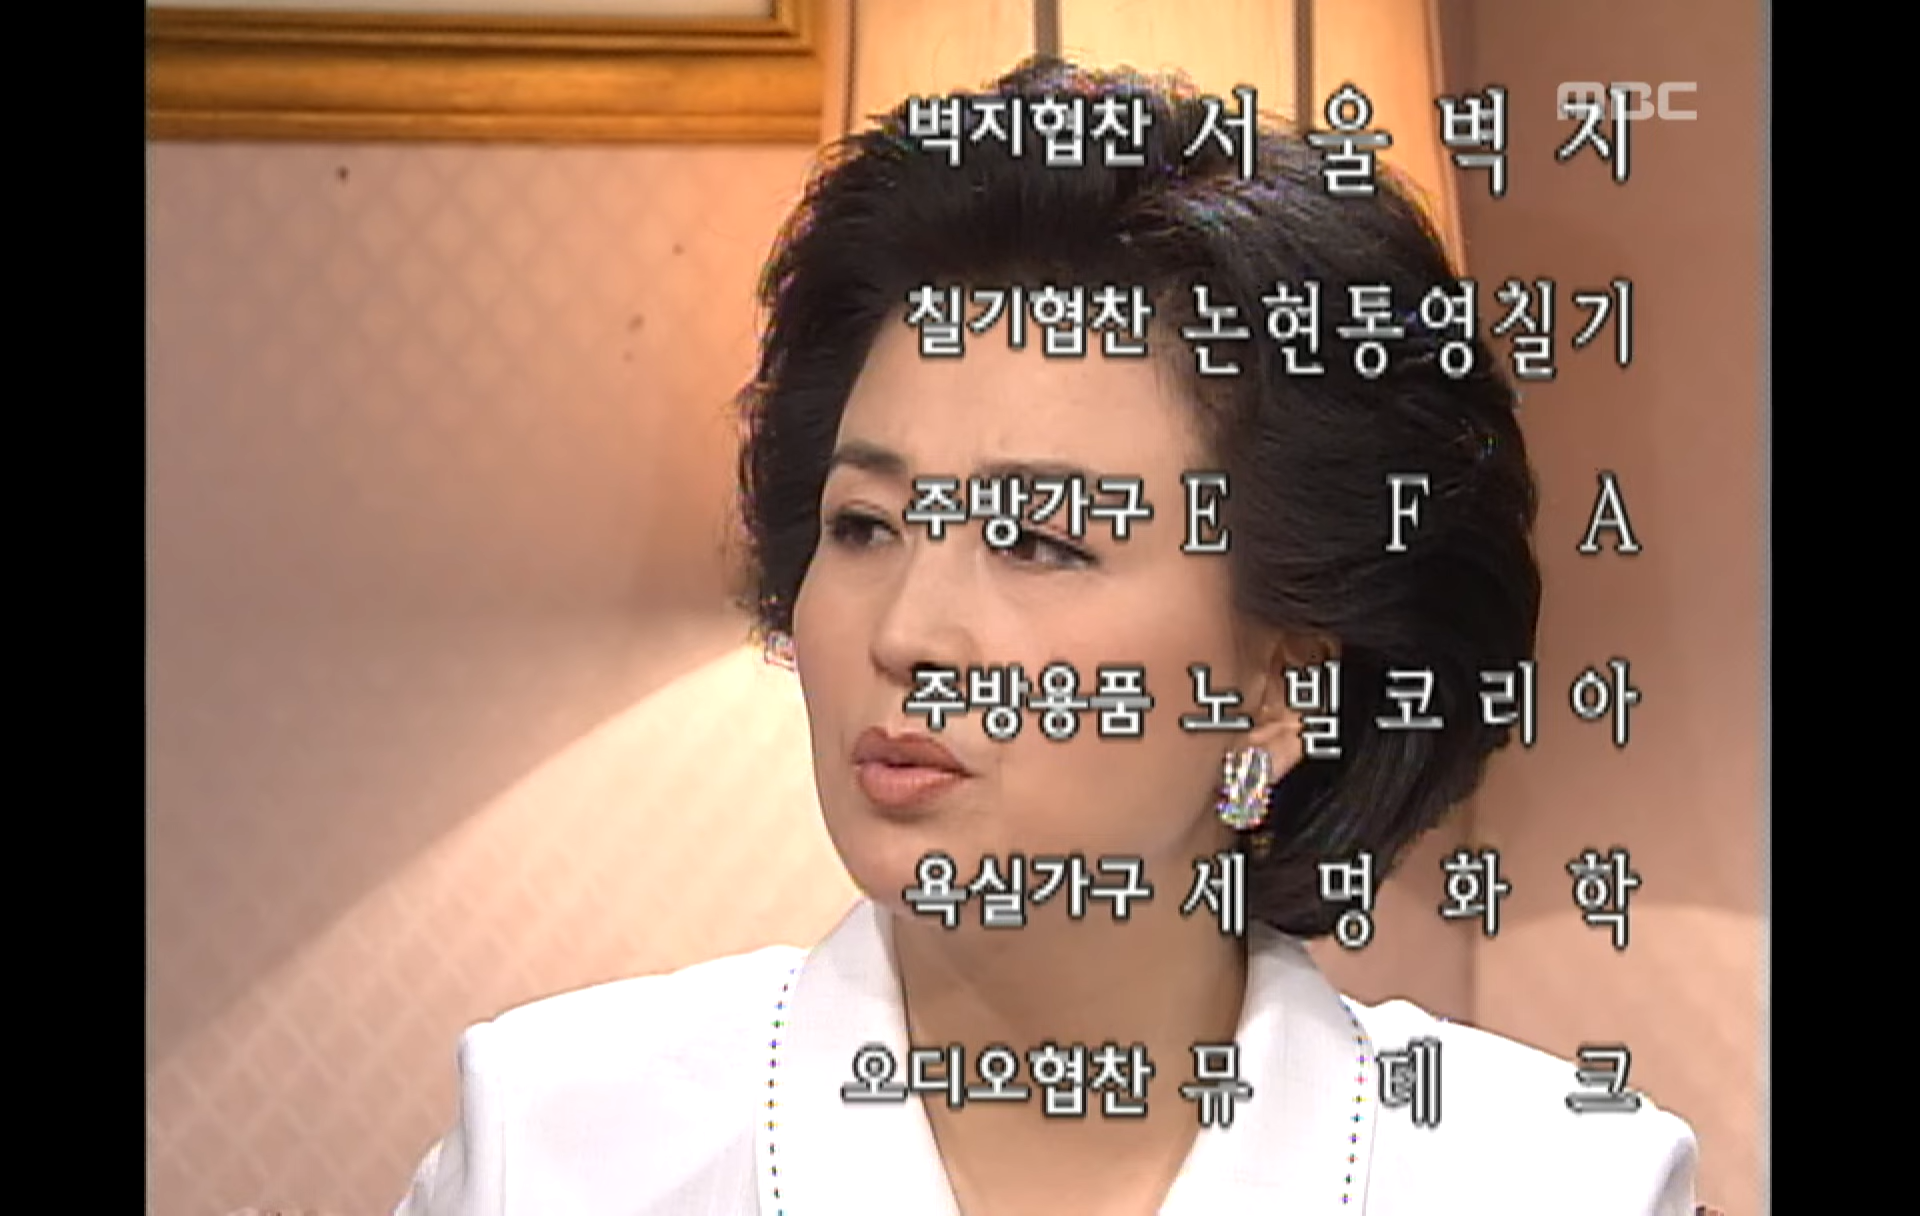 MBC
벽지협찬 서울벽지
칠기협찬 논현통영칠기
주방가구 E F A
주방용품 노빌코리아
욕실가구 세명화학
오디오협찬 뮤테크